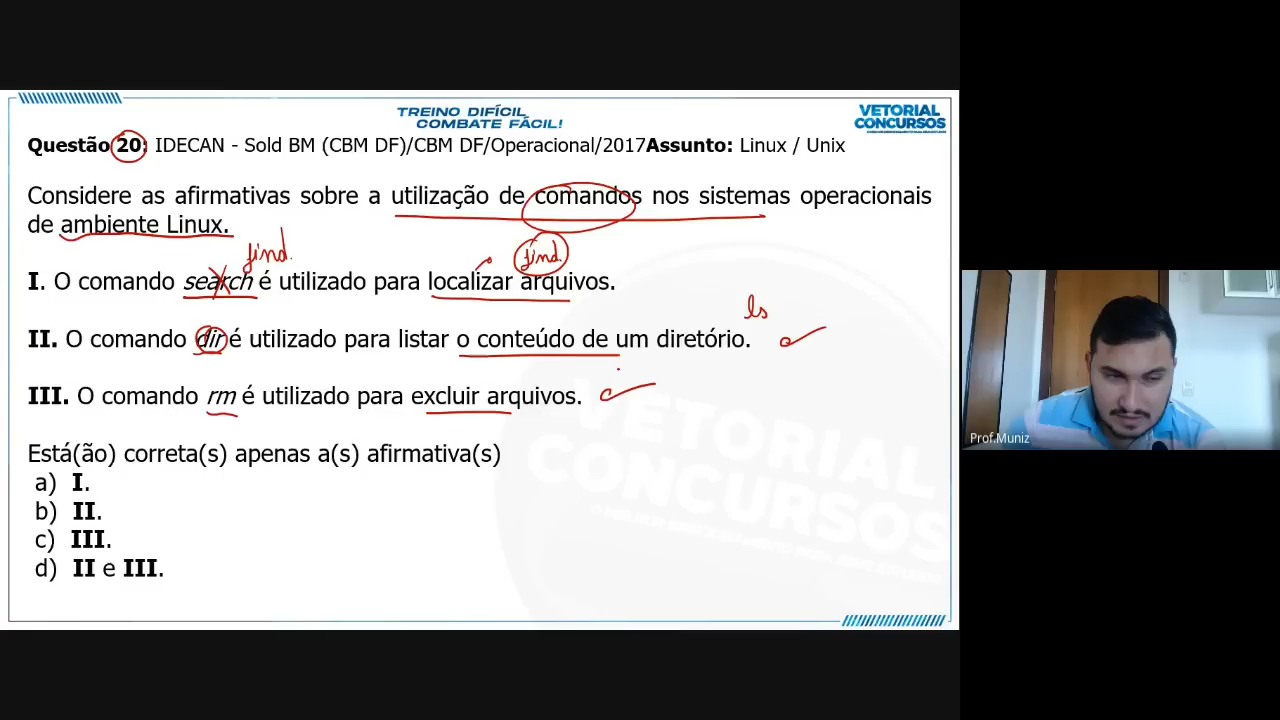 TREINO DIFÍCIL
COMBATE FÁCIL!
VETORIAL
CONCURSOS
Questão 20: IDECAN - Sold BM (CBM DF)/CBM DF/Operacional/2017Assunto: Linux / Unix
Considere as afirmativas sobre a utilização de comandos nos sistemas operacionais
de ambiente Linux.
find.
find.
I. O comando search é utilizado para localizar arquivos.
ls
II. O comando dir é utilizado para listar o conteúdo de um diretório.
III. O comando rm é utilizado para excluir arquivos.
Está(ão) correta(s) apenas a(s) afirmativa(s)
a) I.
b) II.
c) III.
d) II e III.
VETORIAL
CONCURSOS
Prof.Muniz